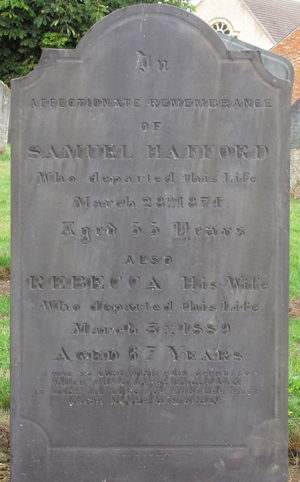 In
AFFECTIONATE REMEMBRANCE
OF
SAMUEL HAFFORD
Who departed this Life
March 28th 1874.
Aged 55 Years
ALSO
REBECCA His Wife
Who departed this Life
March 5th 1889
AGED 67 YEARS